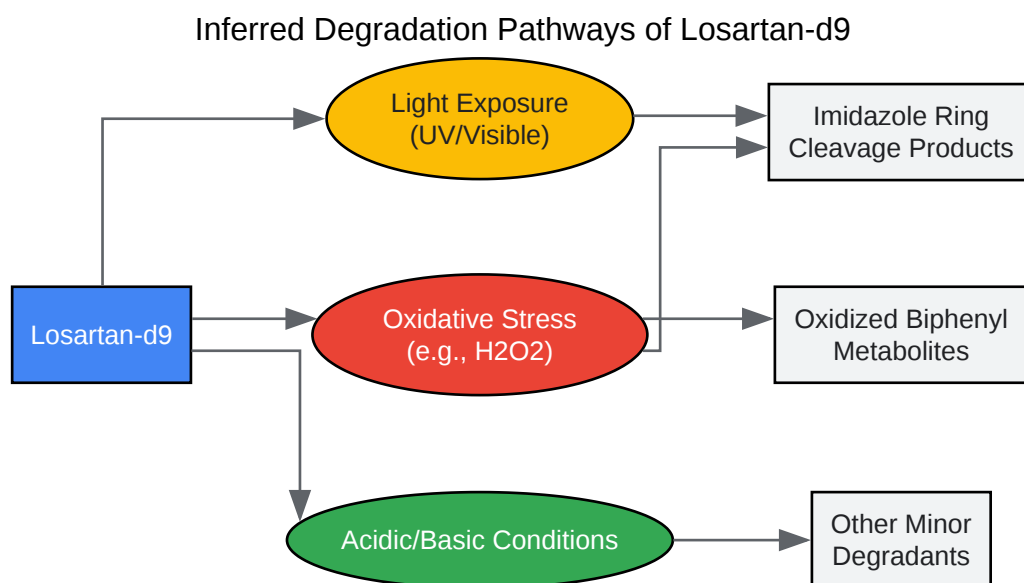 Inferred Degradation Pathways of Losartan-d9
Light Exposure
(UV/Visible)
Imidazole Ring
Cleavage Products
Losartan-d9
Oxidative Stress
(e.g., H2O2)
Oxidized Biphenyl
Metabolites
Acidic/Basic Conditions
Other Minor
Degradants